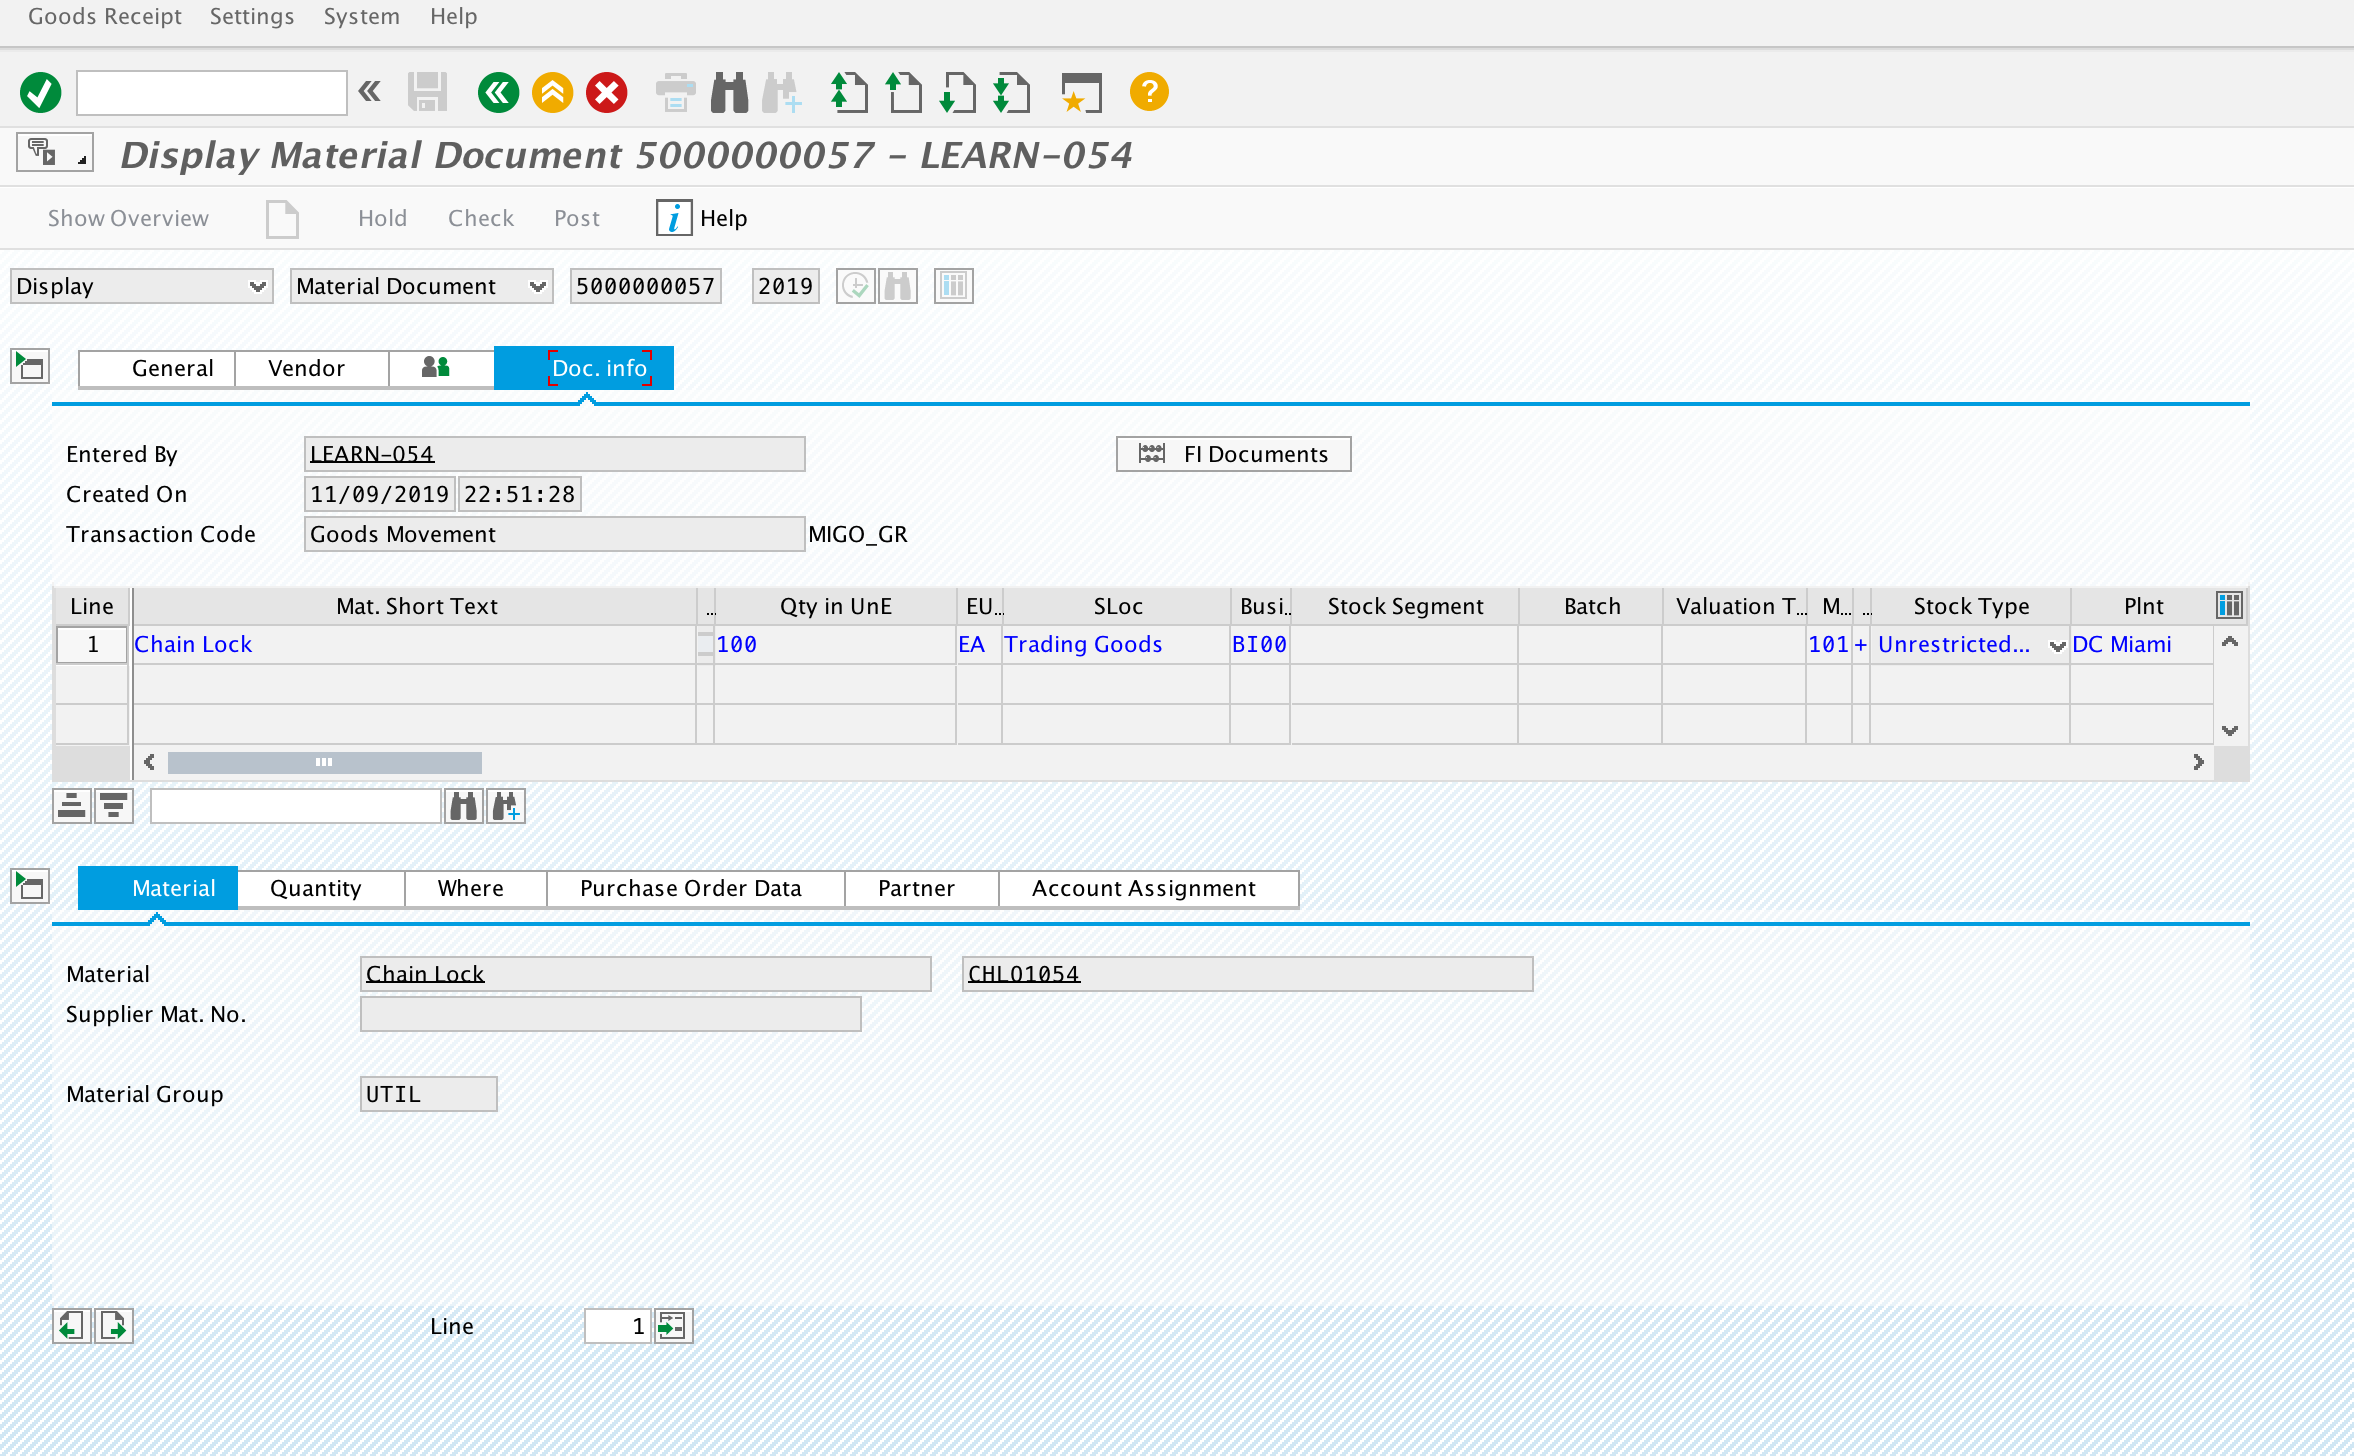 Goods Receipt Settings System Help
Display Material Document 5000000057 - LEARN-054
Show Overview Hold Check Post Help
Display Material Document 5000000057 2019
General Vendor Doc. info
Entered By LEARN-054 FI Documents
Created On 11/09/2019 22:51:28
Transaction Code Goods Movement MIGO_GR
Line Mat. Short Text ... Qty in UnE EU... SLoc Busi... Stock Segment Batch Valuation T... M... ... Stock Type Plnt
1 Chain Lock 100 EA Trading Goods BI00 101 + Unrestricted... DC Miami
Material Quantity Where Purchase Order Data Partner Account Assignment
Material Chain Lock CHLO1054
Supplier Mat. No.
Material Group UTIL
Line 1